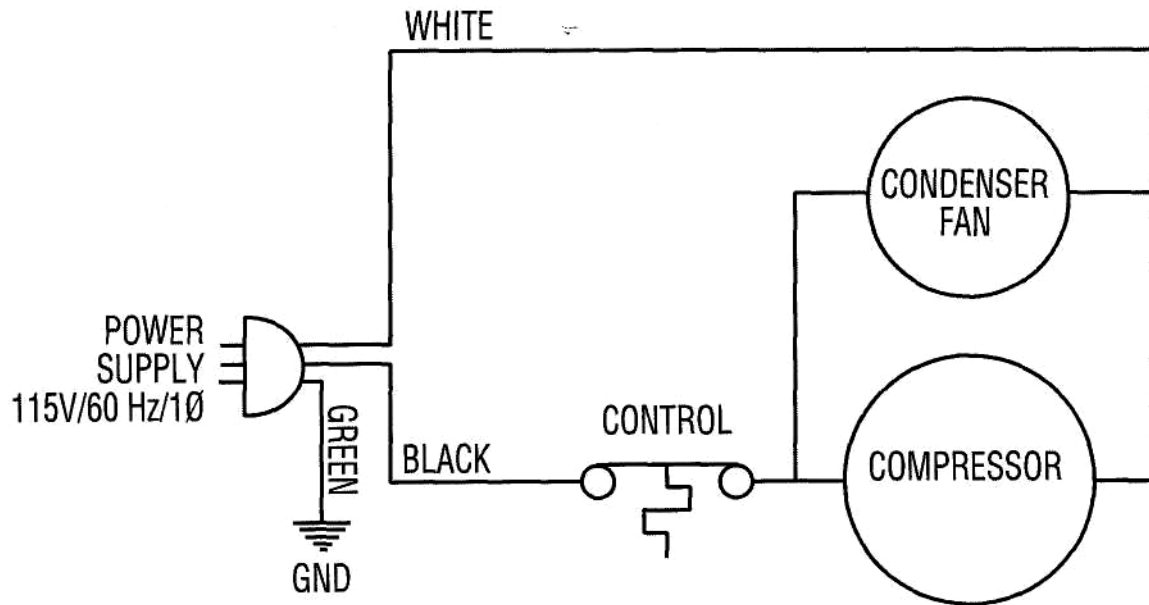 WHITE
CONDENSER
FAN
POWER
SUPPLY
115V/60 Hz/1Ø
GREEN
CONTROL
BLACK
COMPRESSOR
GND